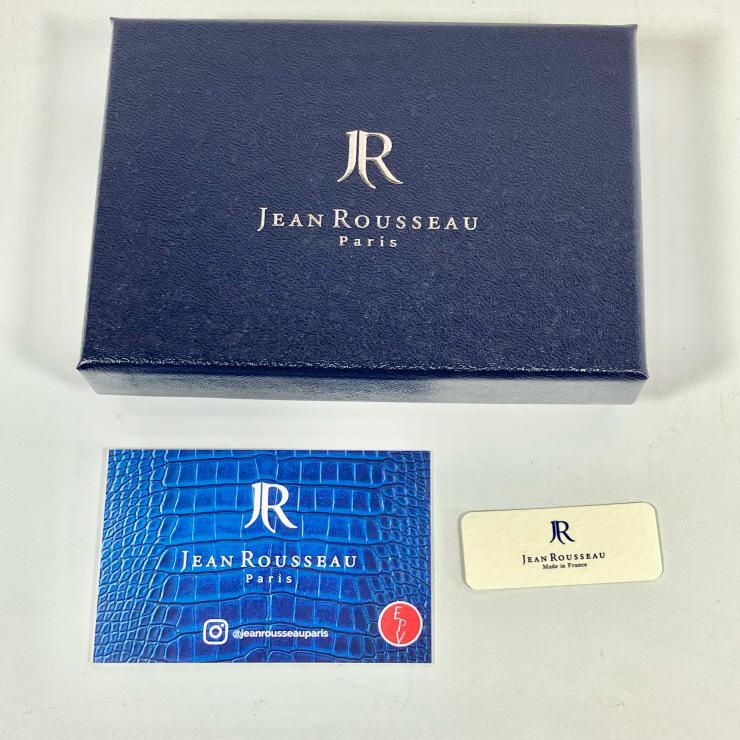 JR
JEAN ROUSSEAU
Paris
JR
JEAN ROUSSEAU
Paris
@jeanrousseauparis
EPV
JR
JEAN ROUSSEAU
Made in France